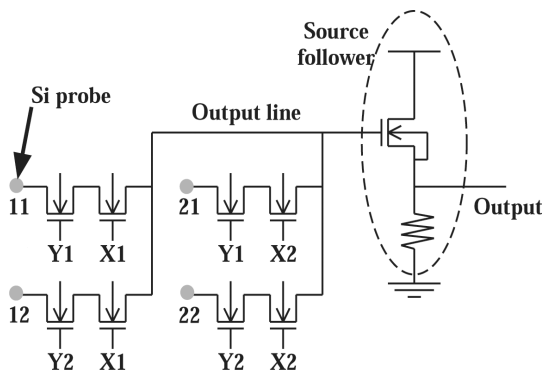 Source
follower
Si probe
Output line
11
Y1
X1
21
Y1
X2
Output
12
Y2
X1
22
Y2
X2